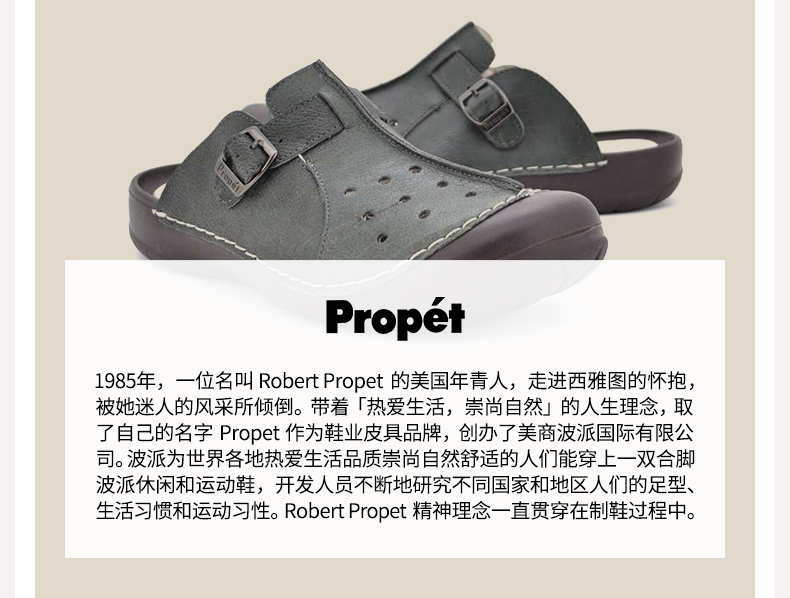 Propét
Propét
1985年，一位名叫 Robert Propet 的美国年青人，走进西雅图的怀抱，
被她迷人的风采所倾倒。带着「热爱生活，崇尚自然」的人生理念，取
了自己的名字 Propet 作为鞋业皮具品牌，创办了美商波派国际有限公
司。波派为世界各地热爱生活品质崇尚自然舒适的人们能穿上一双合脚
波派休闲和运动鞋，开发人员不断地研究不同国家和地区人们的足型、
生活习惯和运动习性。Robert Propet 精神理念一直贯穿在制鞋过程中。